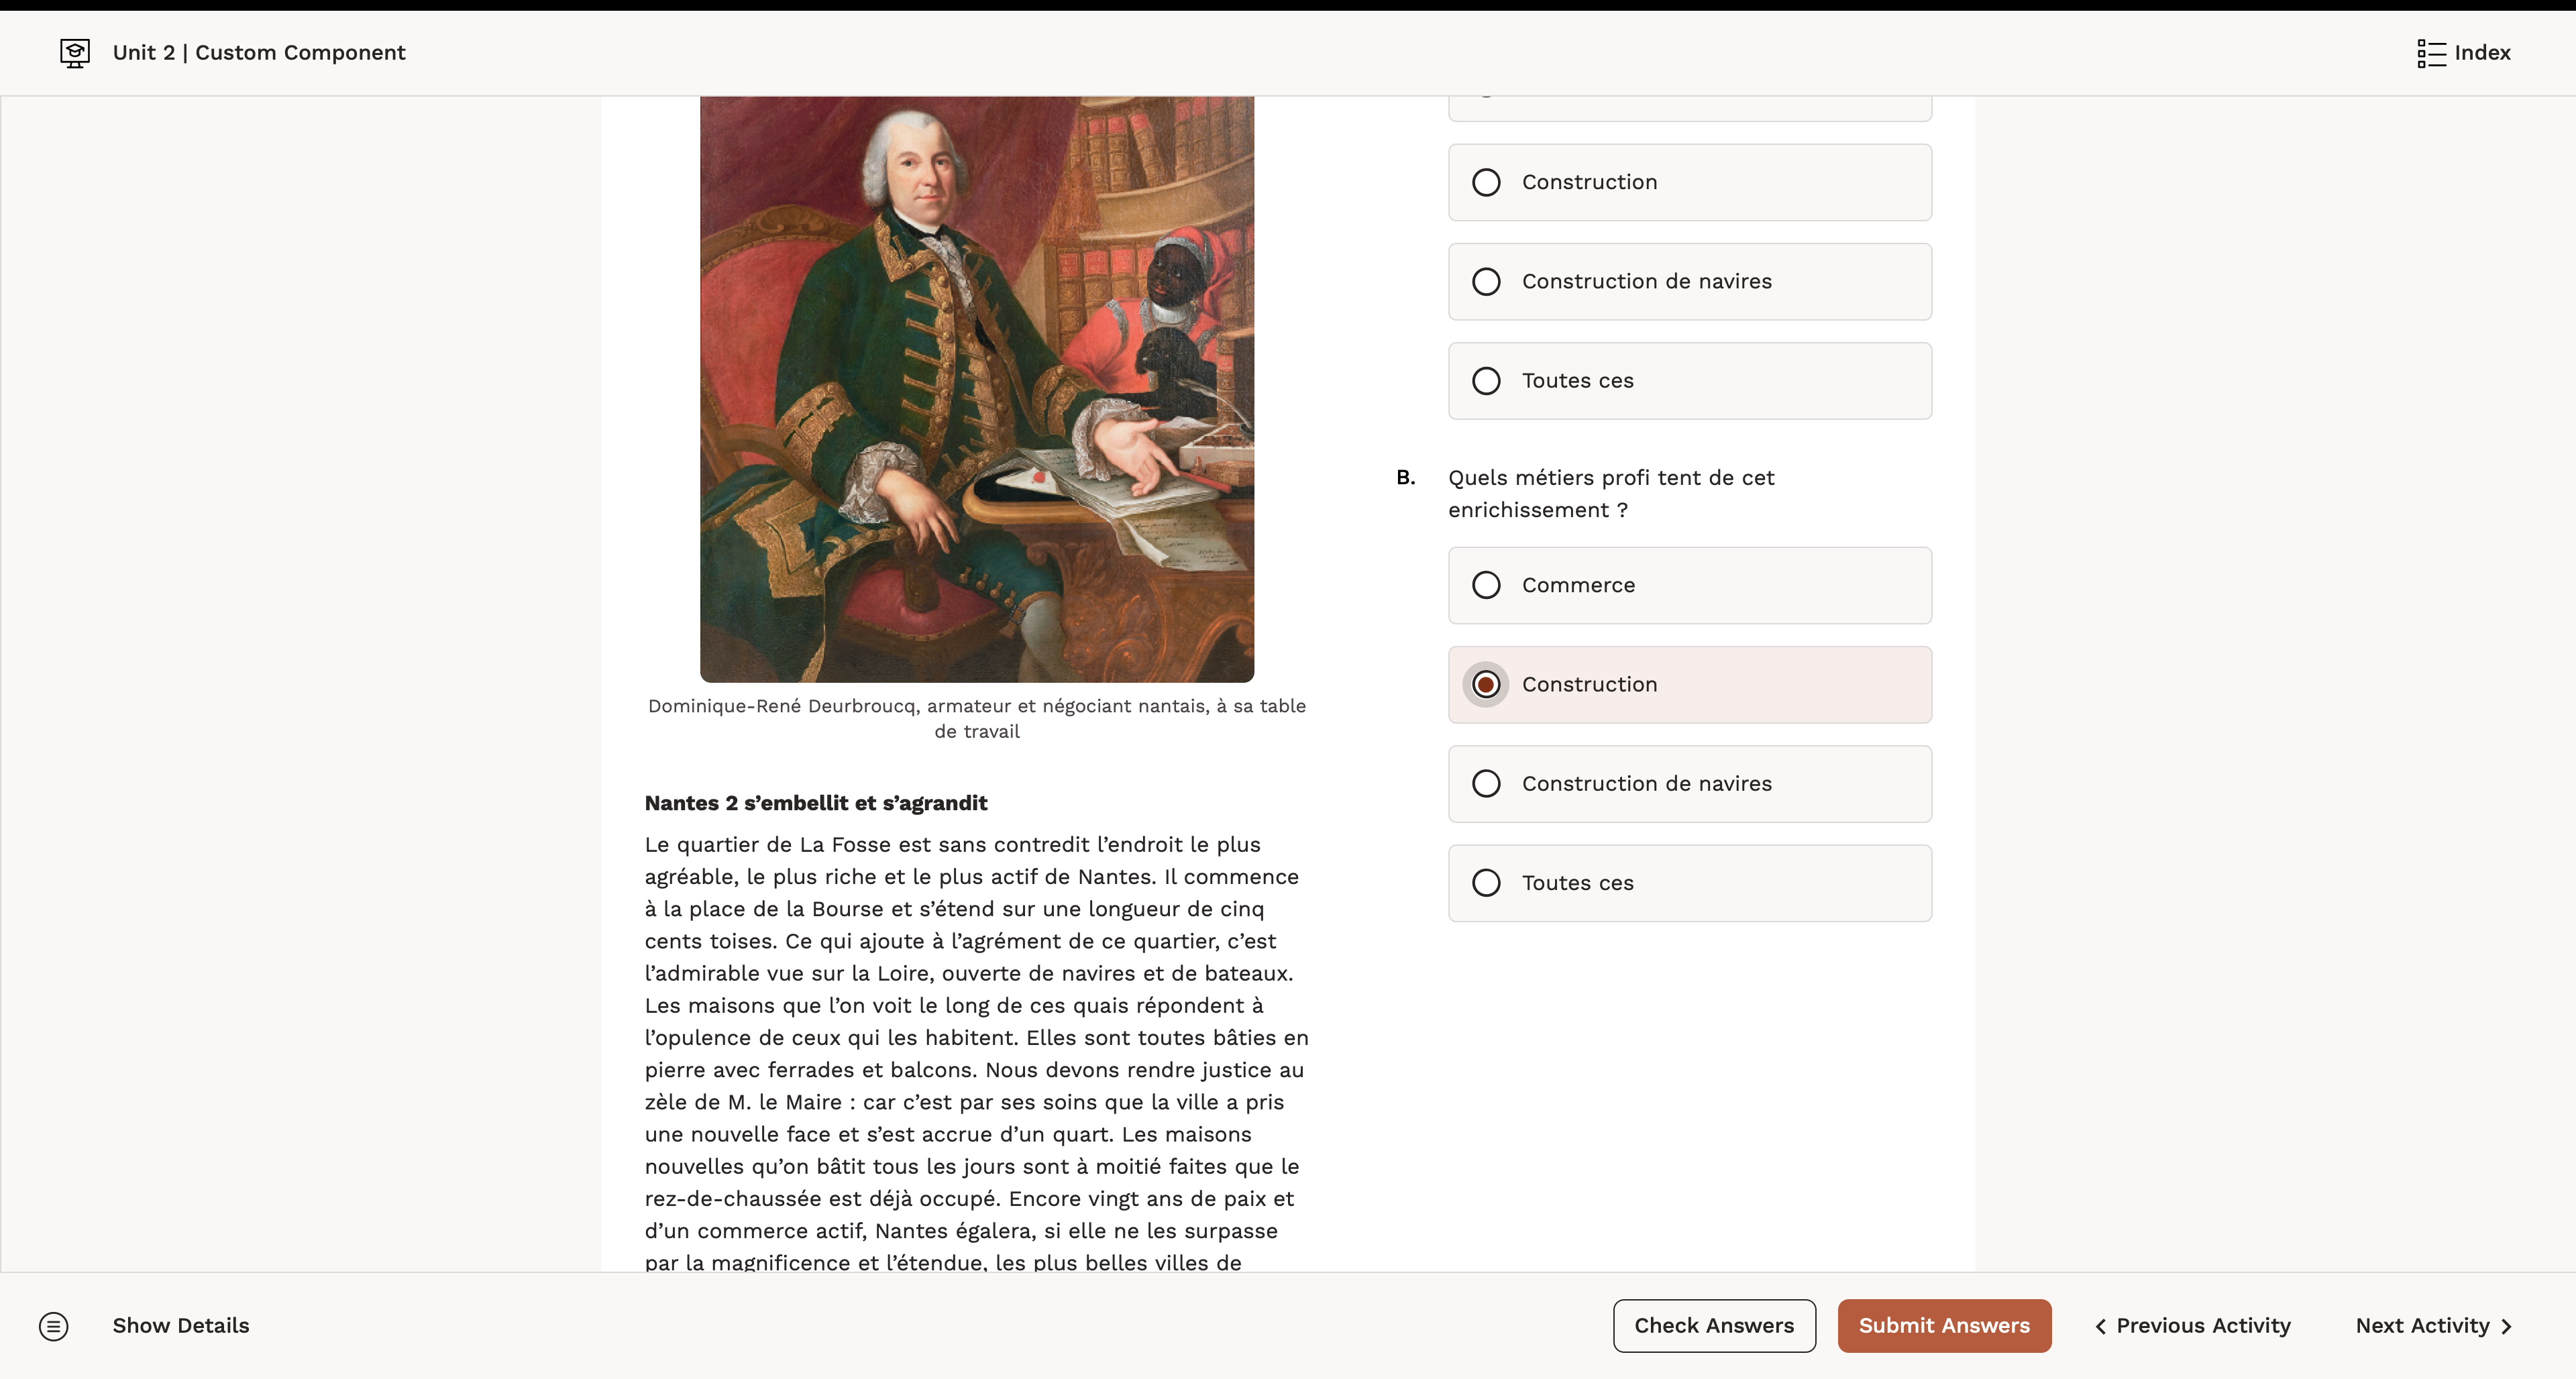 Unit 2 | Custom Component
Index
Dominique-René Deurbroucq, armateur et négociant nantais, à sa table
de travail
Nantes 2 s’embellit et s’agrandit
Le quartier de La Fosse est sans contredit l’endroit le plus
agréable, le plus riche et le plus actif de Nantes. Il commence
à la place de la Bourse et s’étend sur une longueur de cinq
cents toises. Ce qui ajoute à l’agrément de ce quartier, c’est
l’admirable vue sur la Loire, ouverte de navires et de bateaux.
Les maisons que l’on voit le long de ces quais répondent à
l’opulence de ceux qui les habitent. Elles sont toutes bâties en
pierre avec ferrades et balcons. Nous devons rendre justice au
zèle de M. le Maire : car c’est par ses soins que la ville a pris
une nouvelle face et s’est accrue d’un quart. Les maisons
nouvelles qu’on bâtit tous les jours sont à moitié faites que le
rez-de-chaussée est déjà occupé. Encore vingt ans de paix et
d’un commerce actif, Nantes égalera, si elle ne les surpasse
par la magnificence et l’étendue, les plus belles villes de
Construction
Construction de navires
Toutes ces
B. Quels métiers profi tent de cet
enrichissement ?
Commerce
Construction
Construction de navires
Toutes ces
Show Details
Check Answers
Submit Answers
Previous Activity
Next Activity